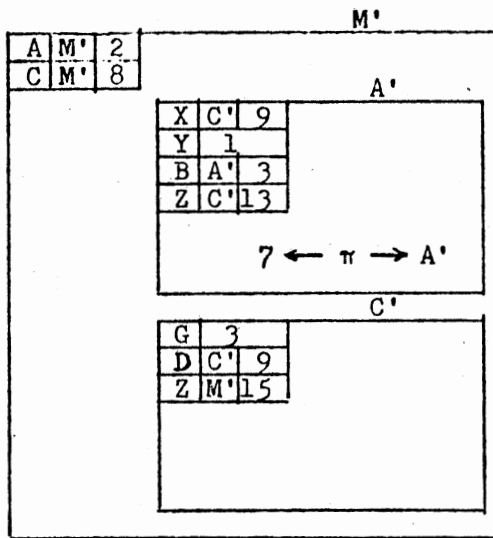 M'
A M' 2
C M' 8
A'
X C' 9
Y 1
B A' 3
Z C' 13
7 ← π → A'
C'
G 3
D C' 9
Z M' 15